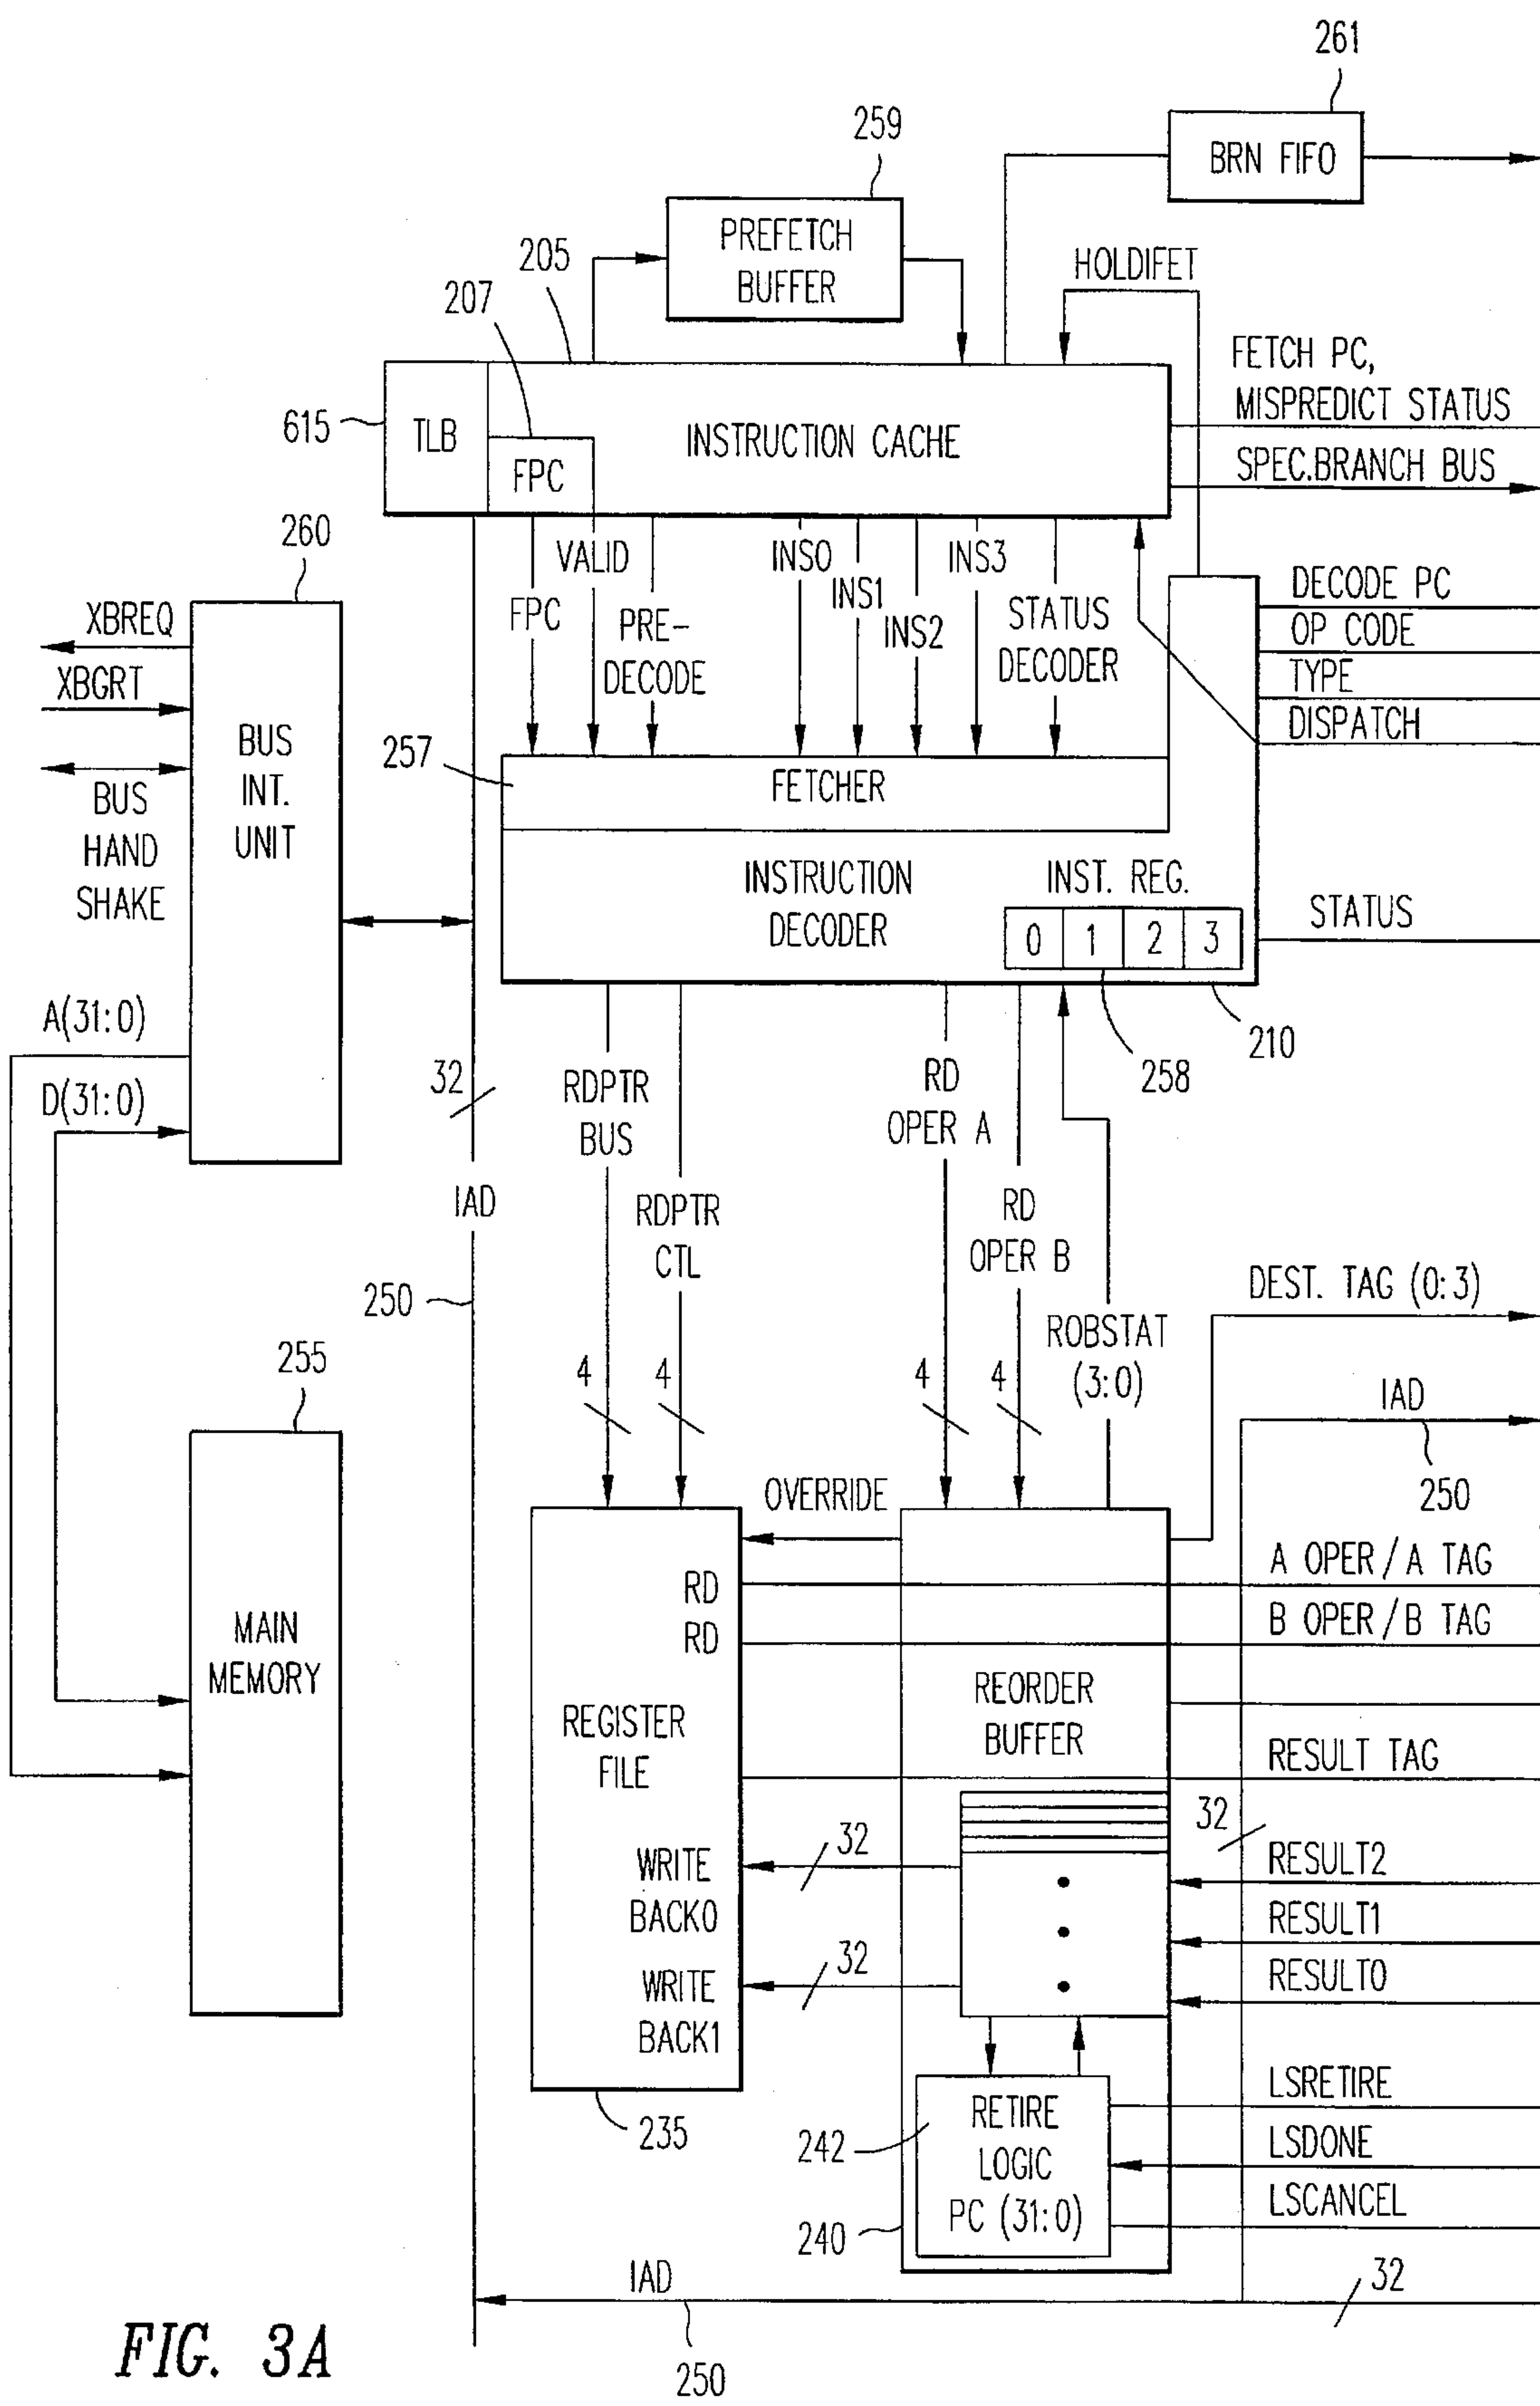 261
BRN FIFO
259
PREFETCH
BUFFER
205
HOLDIFET
207
FETCH PC,
MISPREDICT STATUS
SPEC.BRANCH BUS
615
TLB
FPC
INSTRUCTION CACHE
260
VALID
INS0
INS3
FPC
INS1
PRE-
DECODE
INS2
STATUS
DECODER
DECODE PC
OP CODE
TYPE
DISPATCH
XBREQ
XBGRT
BUS
INT.
UNIT
BUS
HAND
SHAKE
257
FETCHER
INSTRUCTION
DECODER
INST. REG.
0 1 2 3
STATUS
210
258
A(31:0)
D(31:0)
32
RDPTR
BUS
RD
OPER A
IAD
RDPTR
CTL
RD
OPER B
250
ROBSTAT
(3:0)
DEST. TAG (0:3)
255
4
4
4
4
IAD
250
OVERRIDE
RD
RD
A OPER/A TAG
B OPER/B TAG
MAIN
MEMORY
REGISTER
FILE
REORDER
BUFFER
RESULT TAG
32
WRITE
BACK0
32
RESULT2
RESULT1
WRITE
BACK1
32
RESULT0
235
242
RETIRE
LOGIC
PC (31:0)
LSRETIRE
LSDONE
LSCANCEL
240
IAD
32
250
FIG. 3A